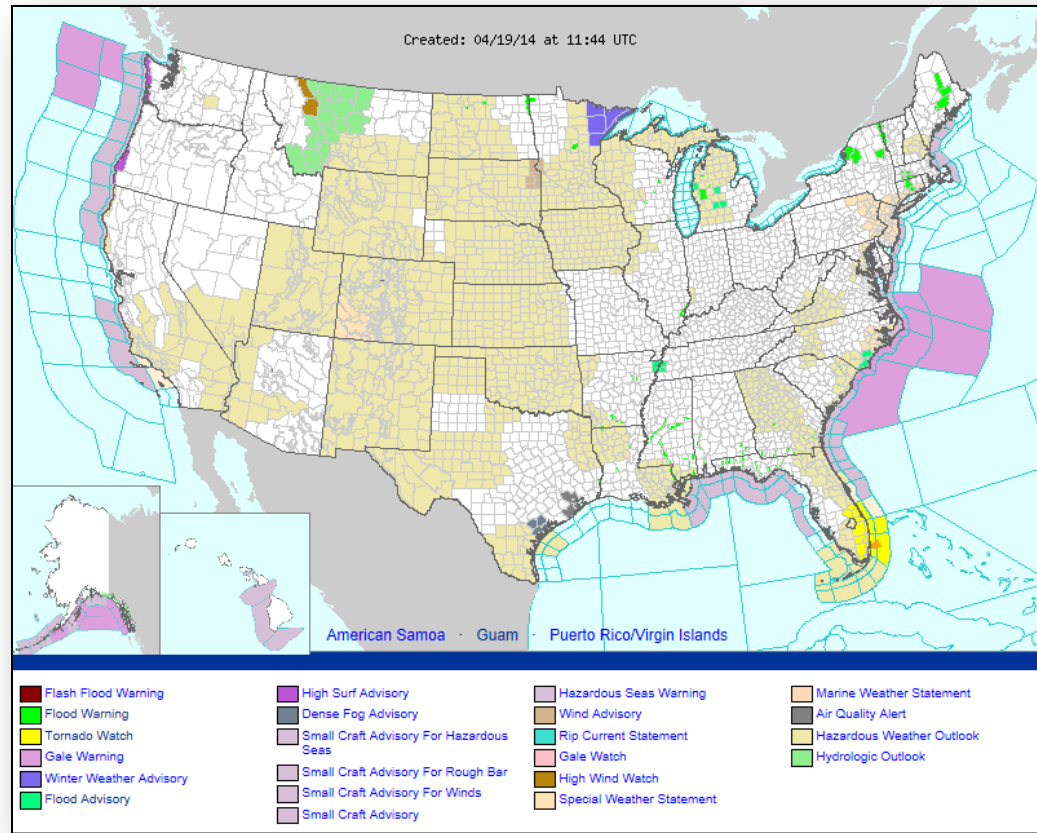 Created: 04/19/14 at 11:44 UTC
American Samoa · Guam · Puerto Rico/Virgin Islands
Flash Flood Warning
Flood Warning
Tornado Watch
Gale Warning
Winter Weather Advisory
Flood Advisory
High Surf Advisory
Dense Fog Advisory
Small Craft Advisory For Hazardous
Seas
Small Craft Advisory For Rough Bar
Small Craft Advisory For Winds
Small Craft Advisory
Hazardous Seas Warning
Wind Advisory
Rip Current Statement
Gale Watch
High Wind Watch
Special Weather Statement
Marine Weather Statement
Air Quality Alert
Hazardous Weather Outlook
Hydrologic Outlook